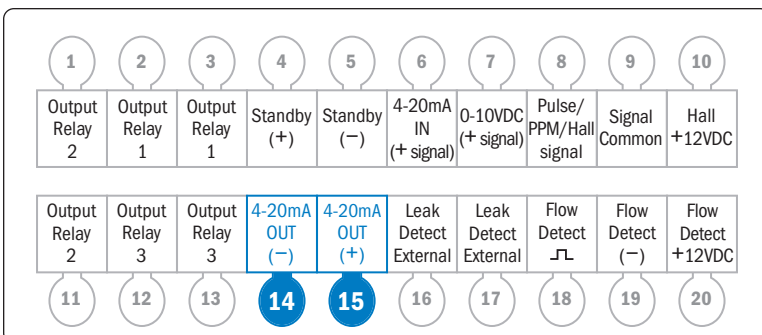 1 2 3 4 5 6 7 8 9 10
Output Output Output Standby Standby 4-20mA 0-10VDC Pulse/ Signal Hall
Relay Relay Relay (+) (−) IN (+ signal) PPM/Hall Common +12VDC
2 1 1 (+ signal) signal
Output Output Output 4-20mA 4-20mA Leak Leak Flow Flow Flow
Relay Relay Relay OUT OUT Detect Detect Detect Detect Detect
2 3 3 (−) (+) External External (−) +12VDC
11 12 13 14 15 16 17 18 19 20